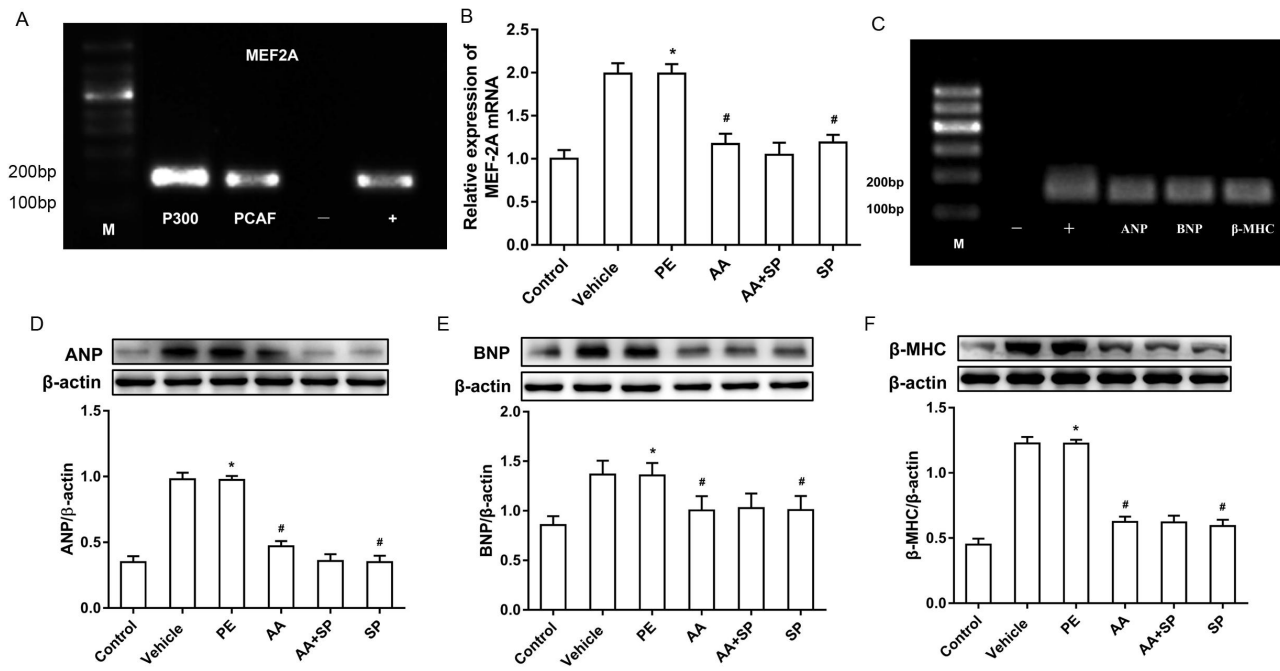 A
MEF2A
200bp
100bp
M
P300
PCAF
—
+
B
Relative expression of
MEF-2A mRNA
2.5
2.0
1.5
1.0
0.5
0.0
*
#
#
Control
Vehicle
PE
AA
AA+SP
SP
C
200bp
100bp
M
−
+
ANP
BNP
β-MHC
D
ANP
β-actin
ANP/β-actin
1.5
1.0
0.5
0.0
*
#
#
Control
Vehicle
PE
AA
AA+SP
SP
E
BNP
β-actin
BNP/β-actin
2.0
1.5
1.0
0.5
0.0
*
#
#
Control
Vehicle
PE
AA
AA+SP
SP
F
β-MHC
β-actin
β-MHC/β-actin
1.5
1.0
0.5
0.0
*
#
#
Control
Vehicle
PE
AA
AA+SP
SP